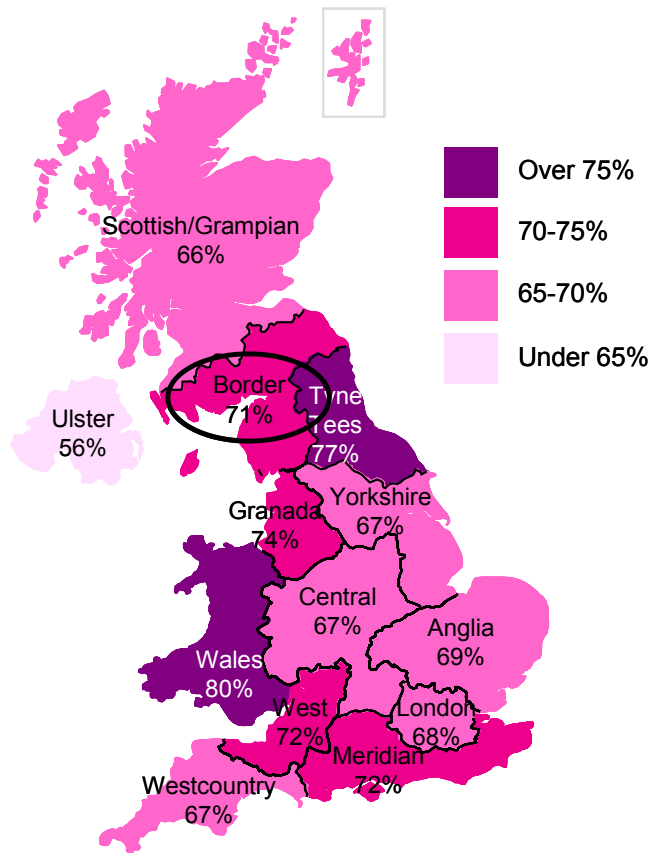 Over 75%
70-75%
65-70%
Under 65%
Scottish/Grampian
66%
Border
71%
Tyne
Tees
77%
Ulster
56%
Yorkshire
67%
Granada
74%
Central
67%
Anglia
69%
Wales
80%
West
72%
London
68%
Meridian
72%
Westcountry
67%